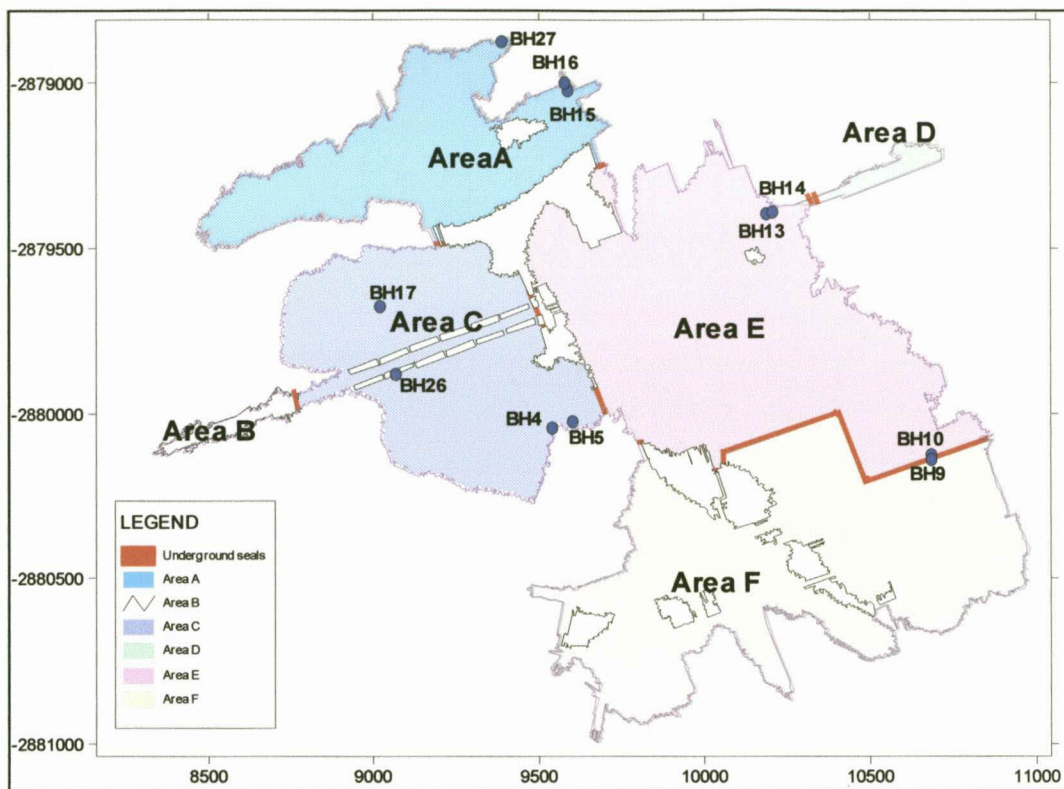 BH27
BH16
-2879000
BH15
Area D
AreaA
BH14
BH13
-2879500
BH17
Area C
Area E
BH26
-2880000
Area B
BH4
BH5
BH10
BH9
LEGEND
Underground seals
Area A
Area B
Area C
Area D
Area E
Area F
-2880500
Area F
-2881000
8500 9000 9500 10000 10500 11000